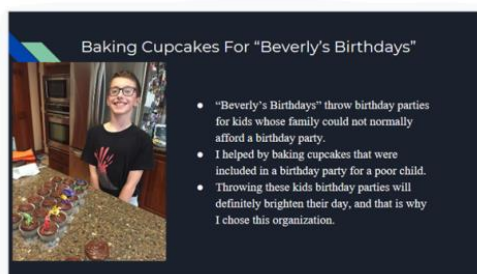 Baking Cupcakes For “Beverly’s Birthdays”
● “Beverly’s Birthdays” throw birthday parties
for kids whose family could not normally
afford a birthday party.
● I helped by baking cupcakes that were
included in a birthday party for a poor child.
● Throwing these kids birthday parties will
definitely brighten their day, and that is why
I chose this organization.